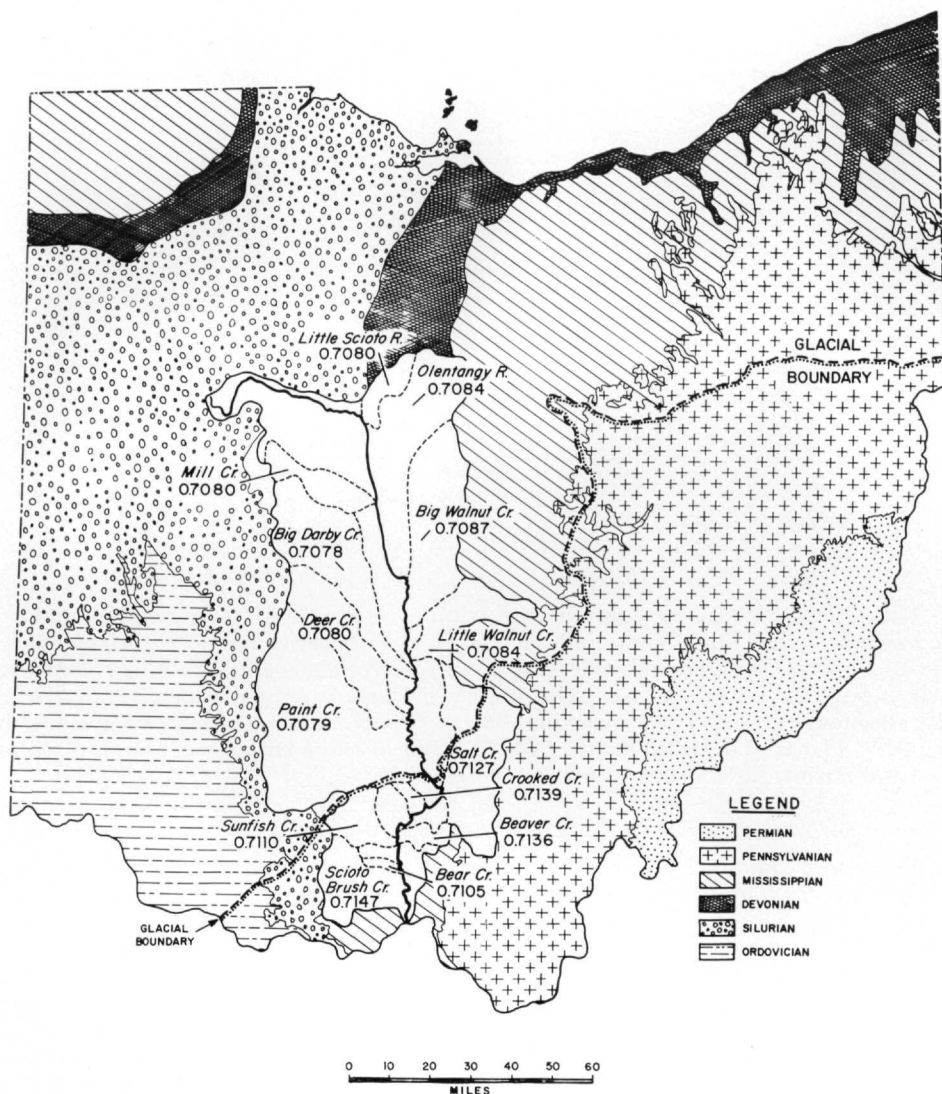 Little Scioto R.
0.7080
Olentangy R.
0.7084
GLACIAL
BOUNDARY
Mill Cr.
0.7080
Big Walnut Cr.
0.7087
Big Darby Cr.
0.7078
Deer Cr.
0.7080
Little Walnut Cr.
0.7084
Paint Cr.
0.7079
Salt Cr.
0.7127
Crooked Cr.
0.7139
Sunfish Cr.
0.7110
Beaver Cr.
0.7136
Scioto
Brush Cr.
0.7147
Bear Cr.
0.7105
GLACIAL
BOUNDARY
LEGEND
PERMIAN
PENNSYLVANIAN
MISSISSIPPIAN
DEVONIAN
SILURIAN
ORDOVICIAN
0 10 20 30 40 50 60
MILES